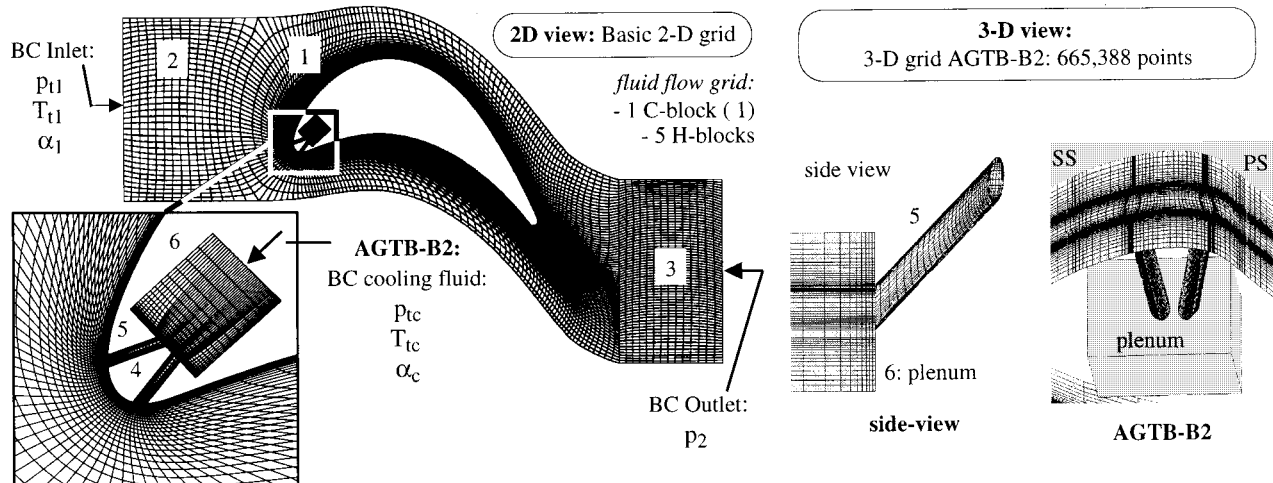 BC Inlet:
p_t1
T_t1
α_1
2
1
2D view: Basic 2-D grid
fluid flow grid:
- 1 C-block ( 1)
- 5 H-blocks
6
5
4
AGTB-B2:
BC cooling fluid:
p_tc
T_tc
α_c
3
BC Outlet:
p_2
3-D view:
3-D grid AGTB-B2: 665,388 points
side view
5
6: plenum
side-view
SS
PS
plenum
AGTB-B2